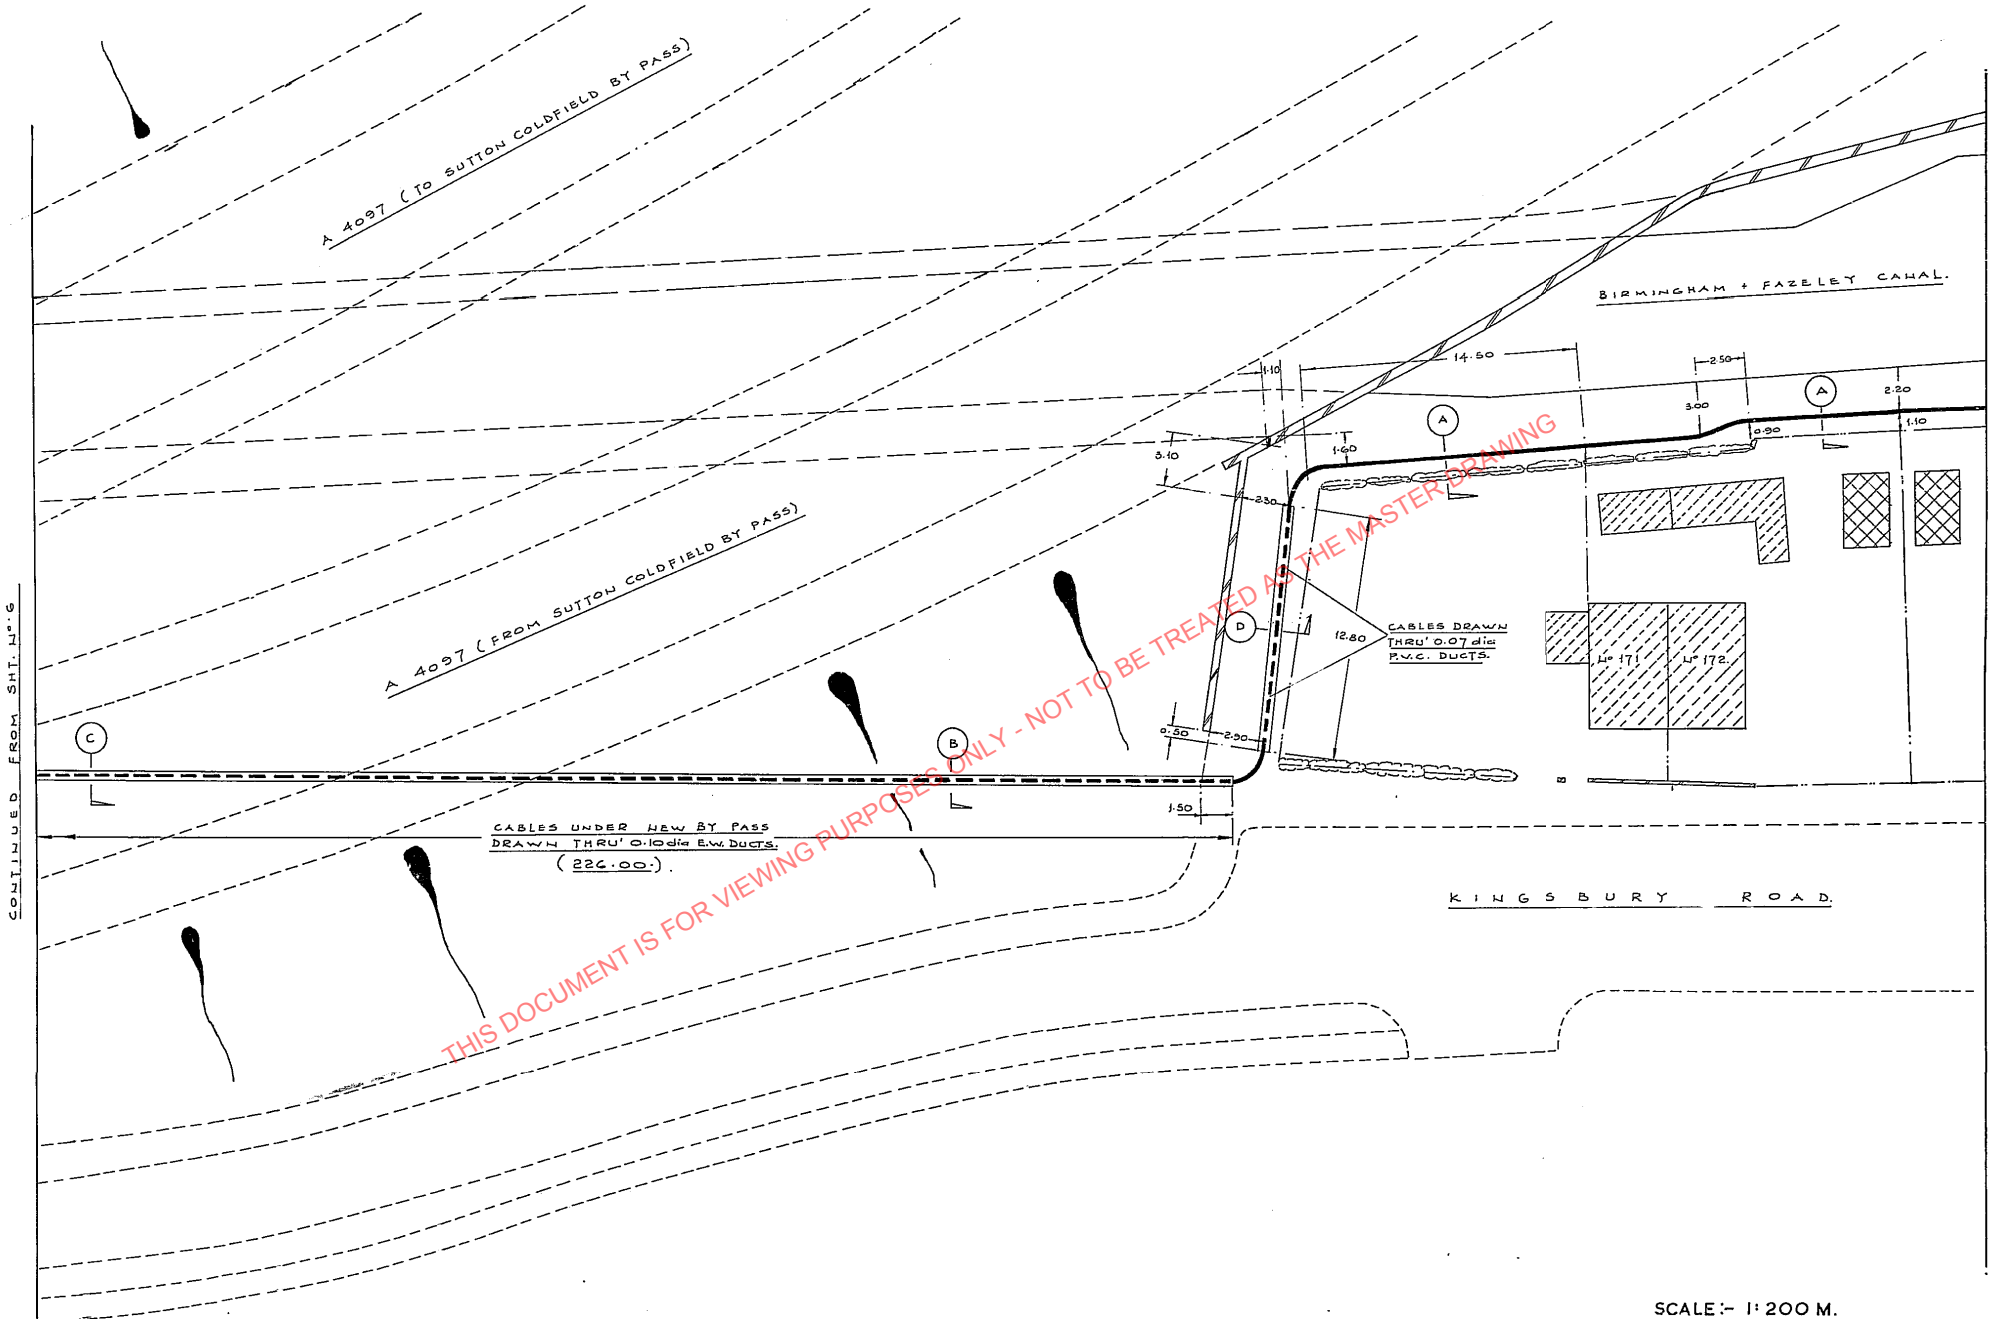 A 4097 (TO SUTTON COLDFIELD BY PASS)
BIRMINGHAM + FAZELEY CANAL.
14.50
2.50
1.10
A
A
2.20
3.00
0.90
1.10
3.10
1.60
2.30
A 4097 (FROM SUTTON COLDFIELD BY PASS)
CONTINUED FROM SHT. Nº. 6
D
12.80
CABLES DRAWN
THRU' 0.07 dia
P.V.C. DUCTS.
Nº 171
Nº 172.
C
B
0.50
2.90
1.50
CABLES UNDER NEW BY PASS
DRAWN THRU' 0.10 dia E.W. DUCTS.
(226.00.).
KINGSBURY ROAD.
THIS DOCUMENT IS FOR VIEWING PURPOSES ONLY - NOT TO BE TREATED AS THE MASTER DRAWING
SCALE:- 1:200 M.